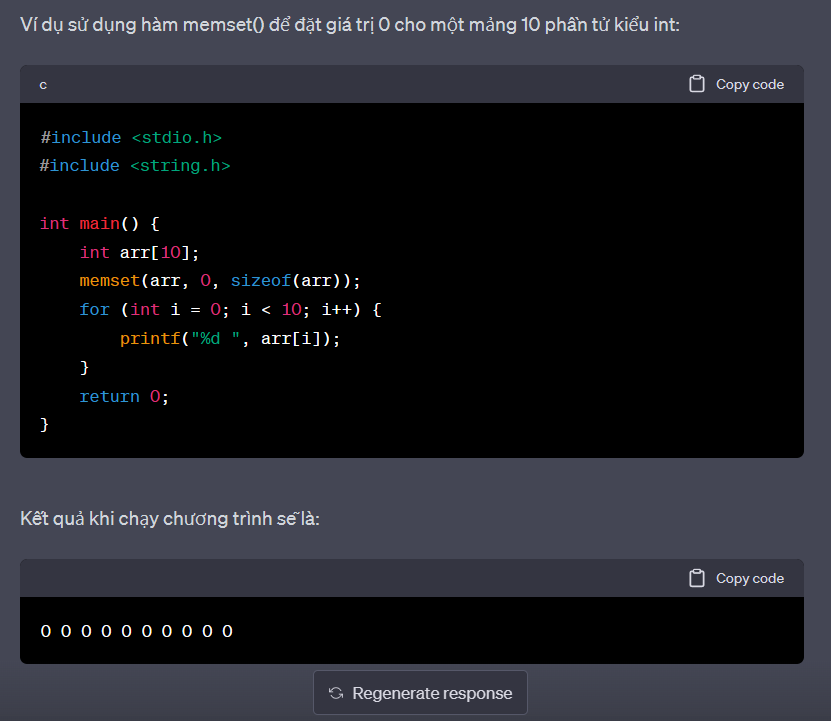 Ví dụ sử dụng hàm memset() để đặt giá trị 0 cho một mảng 10 phần tử kiểu int:
c
Copy code
#include <stdio.h>
#include <string.h>
int main() {
    int arr[10];
    memset(arr, 0, sizeof(arr));
    for (int i = 0; i < 10; i++) {
        printf("%d ", arr[i]);
    }
    return 0;
}
Kết quả khi chạy chương trình sẽ là:
Copy code
0 0 0 0 0 0 0 0 0 0
Regenerate response